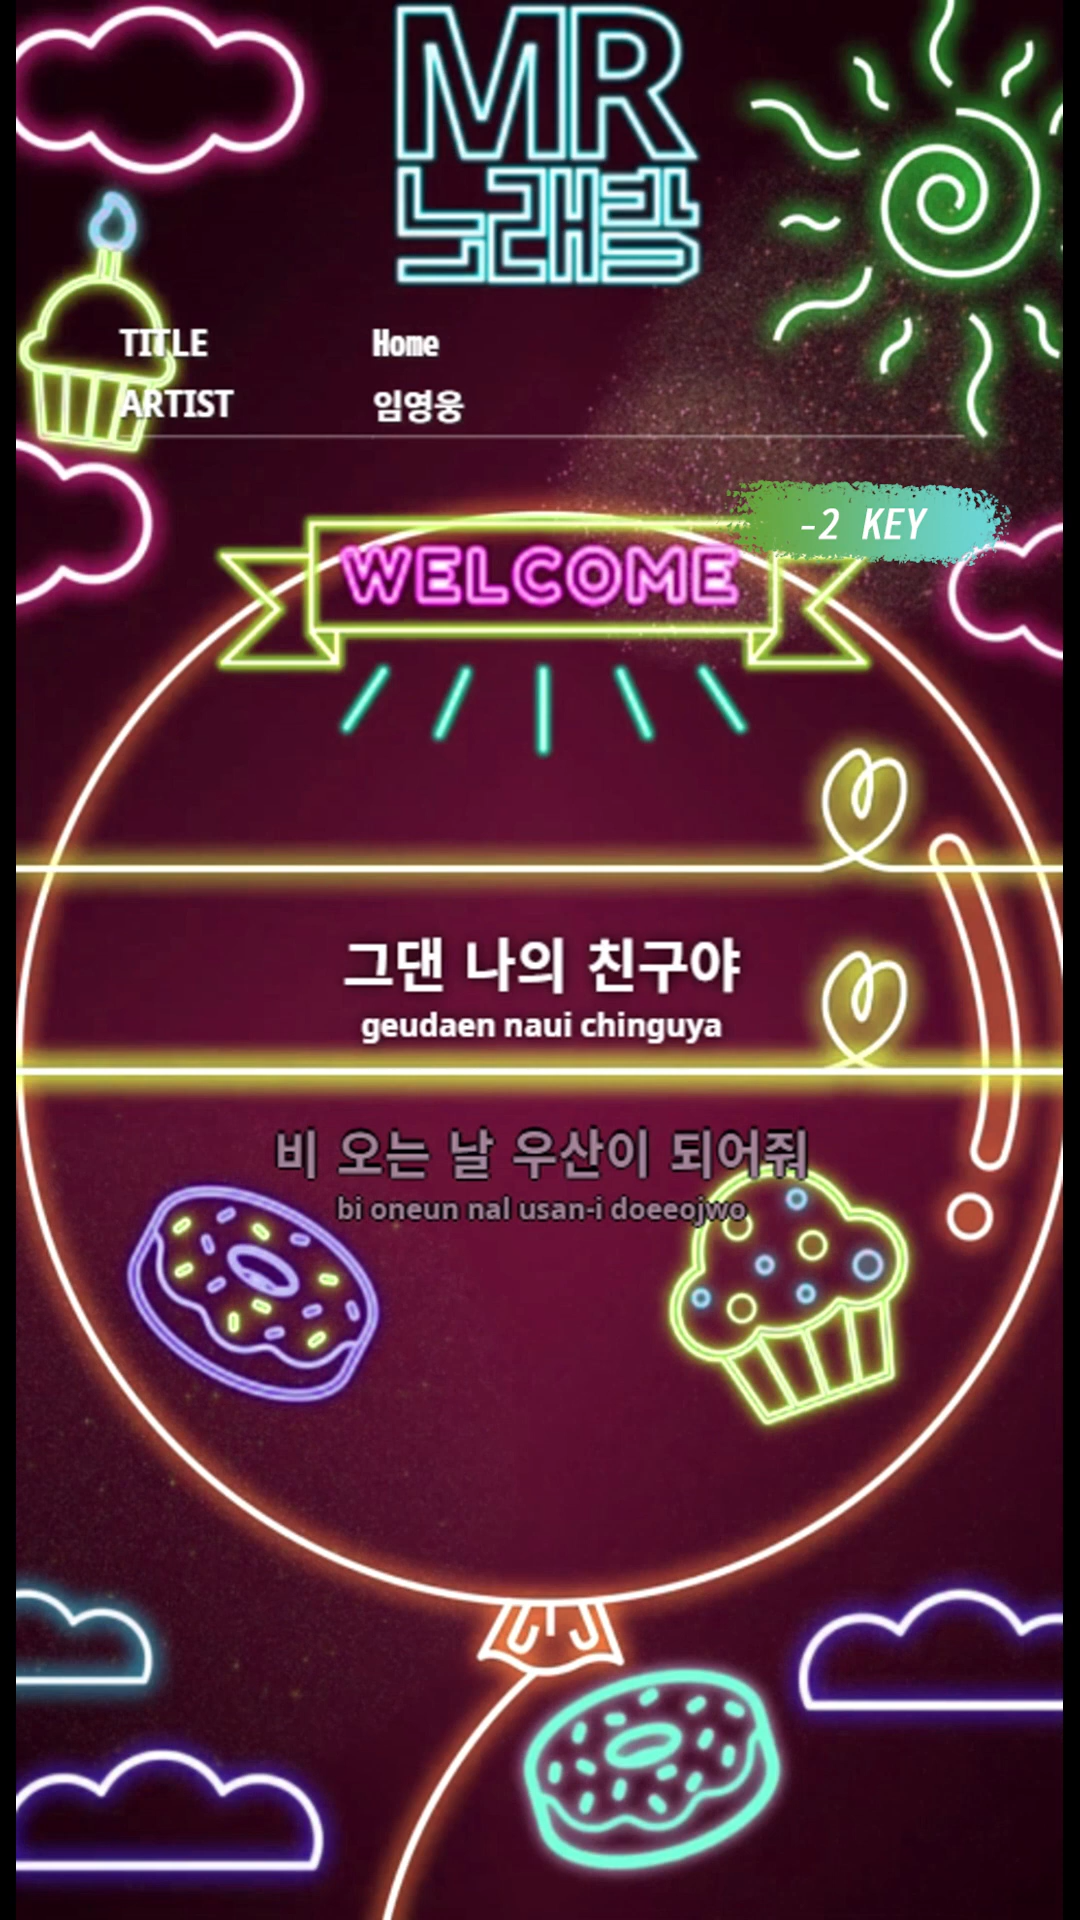 MR
노래방
TITLE Home
ARTIST 임영웅
-2 KEY
WELCOME
그댄 나의 친구야
geudaen naui chinguya
비 오는 날 우산이 되어줘
bi oneun nal usan-i doeeojwo